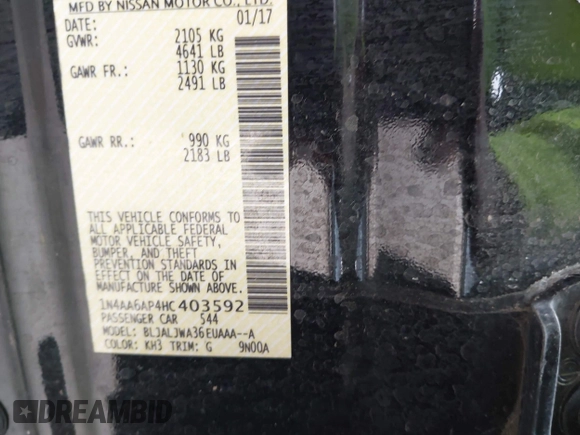 MFD BY NISSAN MOTOR CO., LTD.
DATE: 01/17
GVWR: 2105 KG
4641 LB
GAWR FR.: 1130 KG
2491 LB
GAWR RR.: 990 KG
2183 LB
THIS VEHICLE CONFORMS TO
ALL APPLICABLE FEDERAL
MOTOR VEHICLE SAFETY,
BUMPER, AND THEFT
PREVENTION STANDARDS IN
EFFECT ON THE DATE OF
MANUFACTURE SHOWN ABOVE.
1N4AA6AP4HC403592
PASSENGER CAR 544
MODEL: BLJALJWA36EUAAA--A
COLOR: KH3 TRIM: G 9N00A
DREAMBID